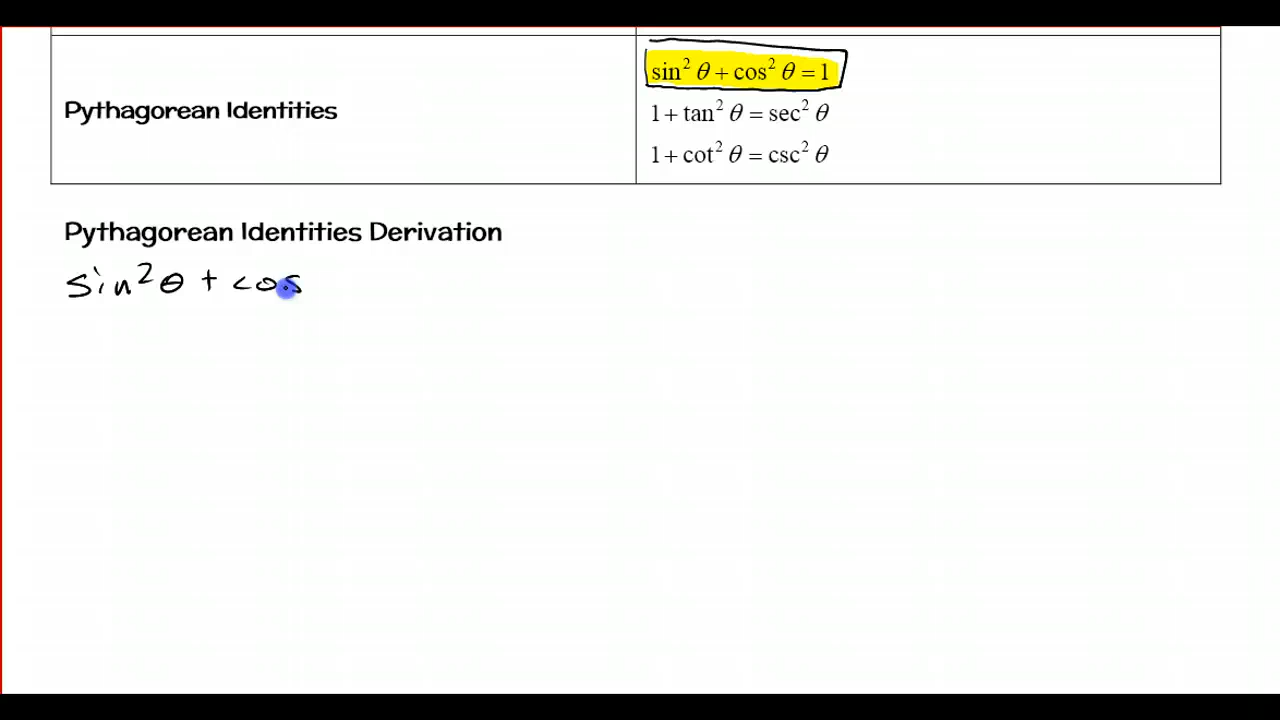 sin² θ + cos² θ = 1
Pythagorean Identities
1 + tan² θ = sec² θ
1 + cot² θ = csc² θ
Pythagorean Identities Derivation
sin²θ + cos